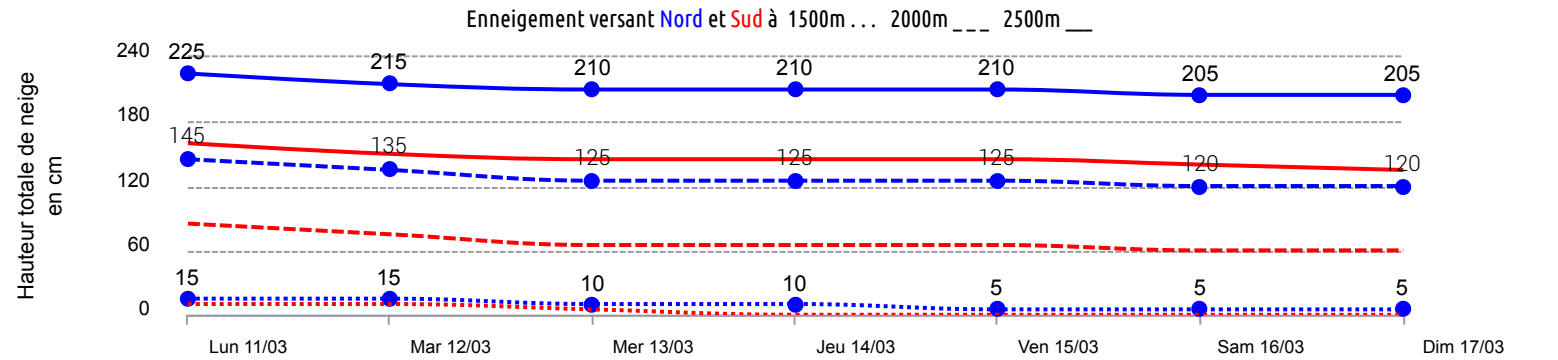 Enneigement versant Nord et Sud à 1500m . . . 2000m _ _ _ 2500m __
Hauteur totale de neige
en cm
240
180
120
60
0
225 215 210 210 210 205 205
145 135 125 125 125 120 120
15 15 10 10 5 5 5
Lun 11/03 Mar 12/03 Mer 13/03 Jeu 14/03 Ven 15/03 Sam 16/03 Dim 17/03